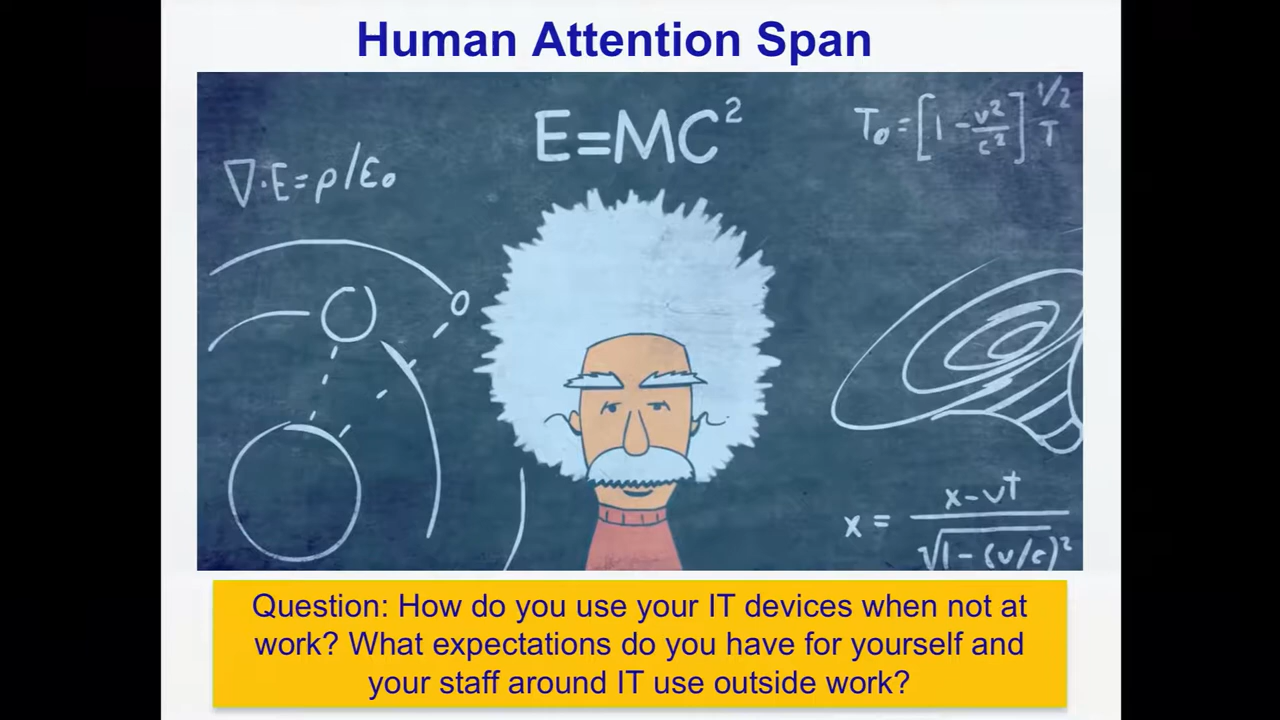 Human Attention Span
E=MC²
T₀=[1-v²/c²]^1/2 T
∇·E=ρ/ε₀
x = x-vt/√1-(v/c)²
Question: How do you use your IT devices when not at
work? What expectations do you have for yourself and
your staff around IT use outside work?